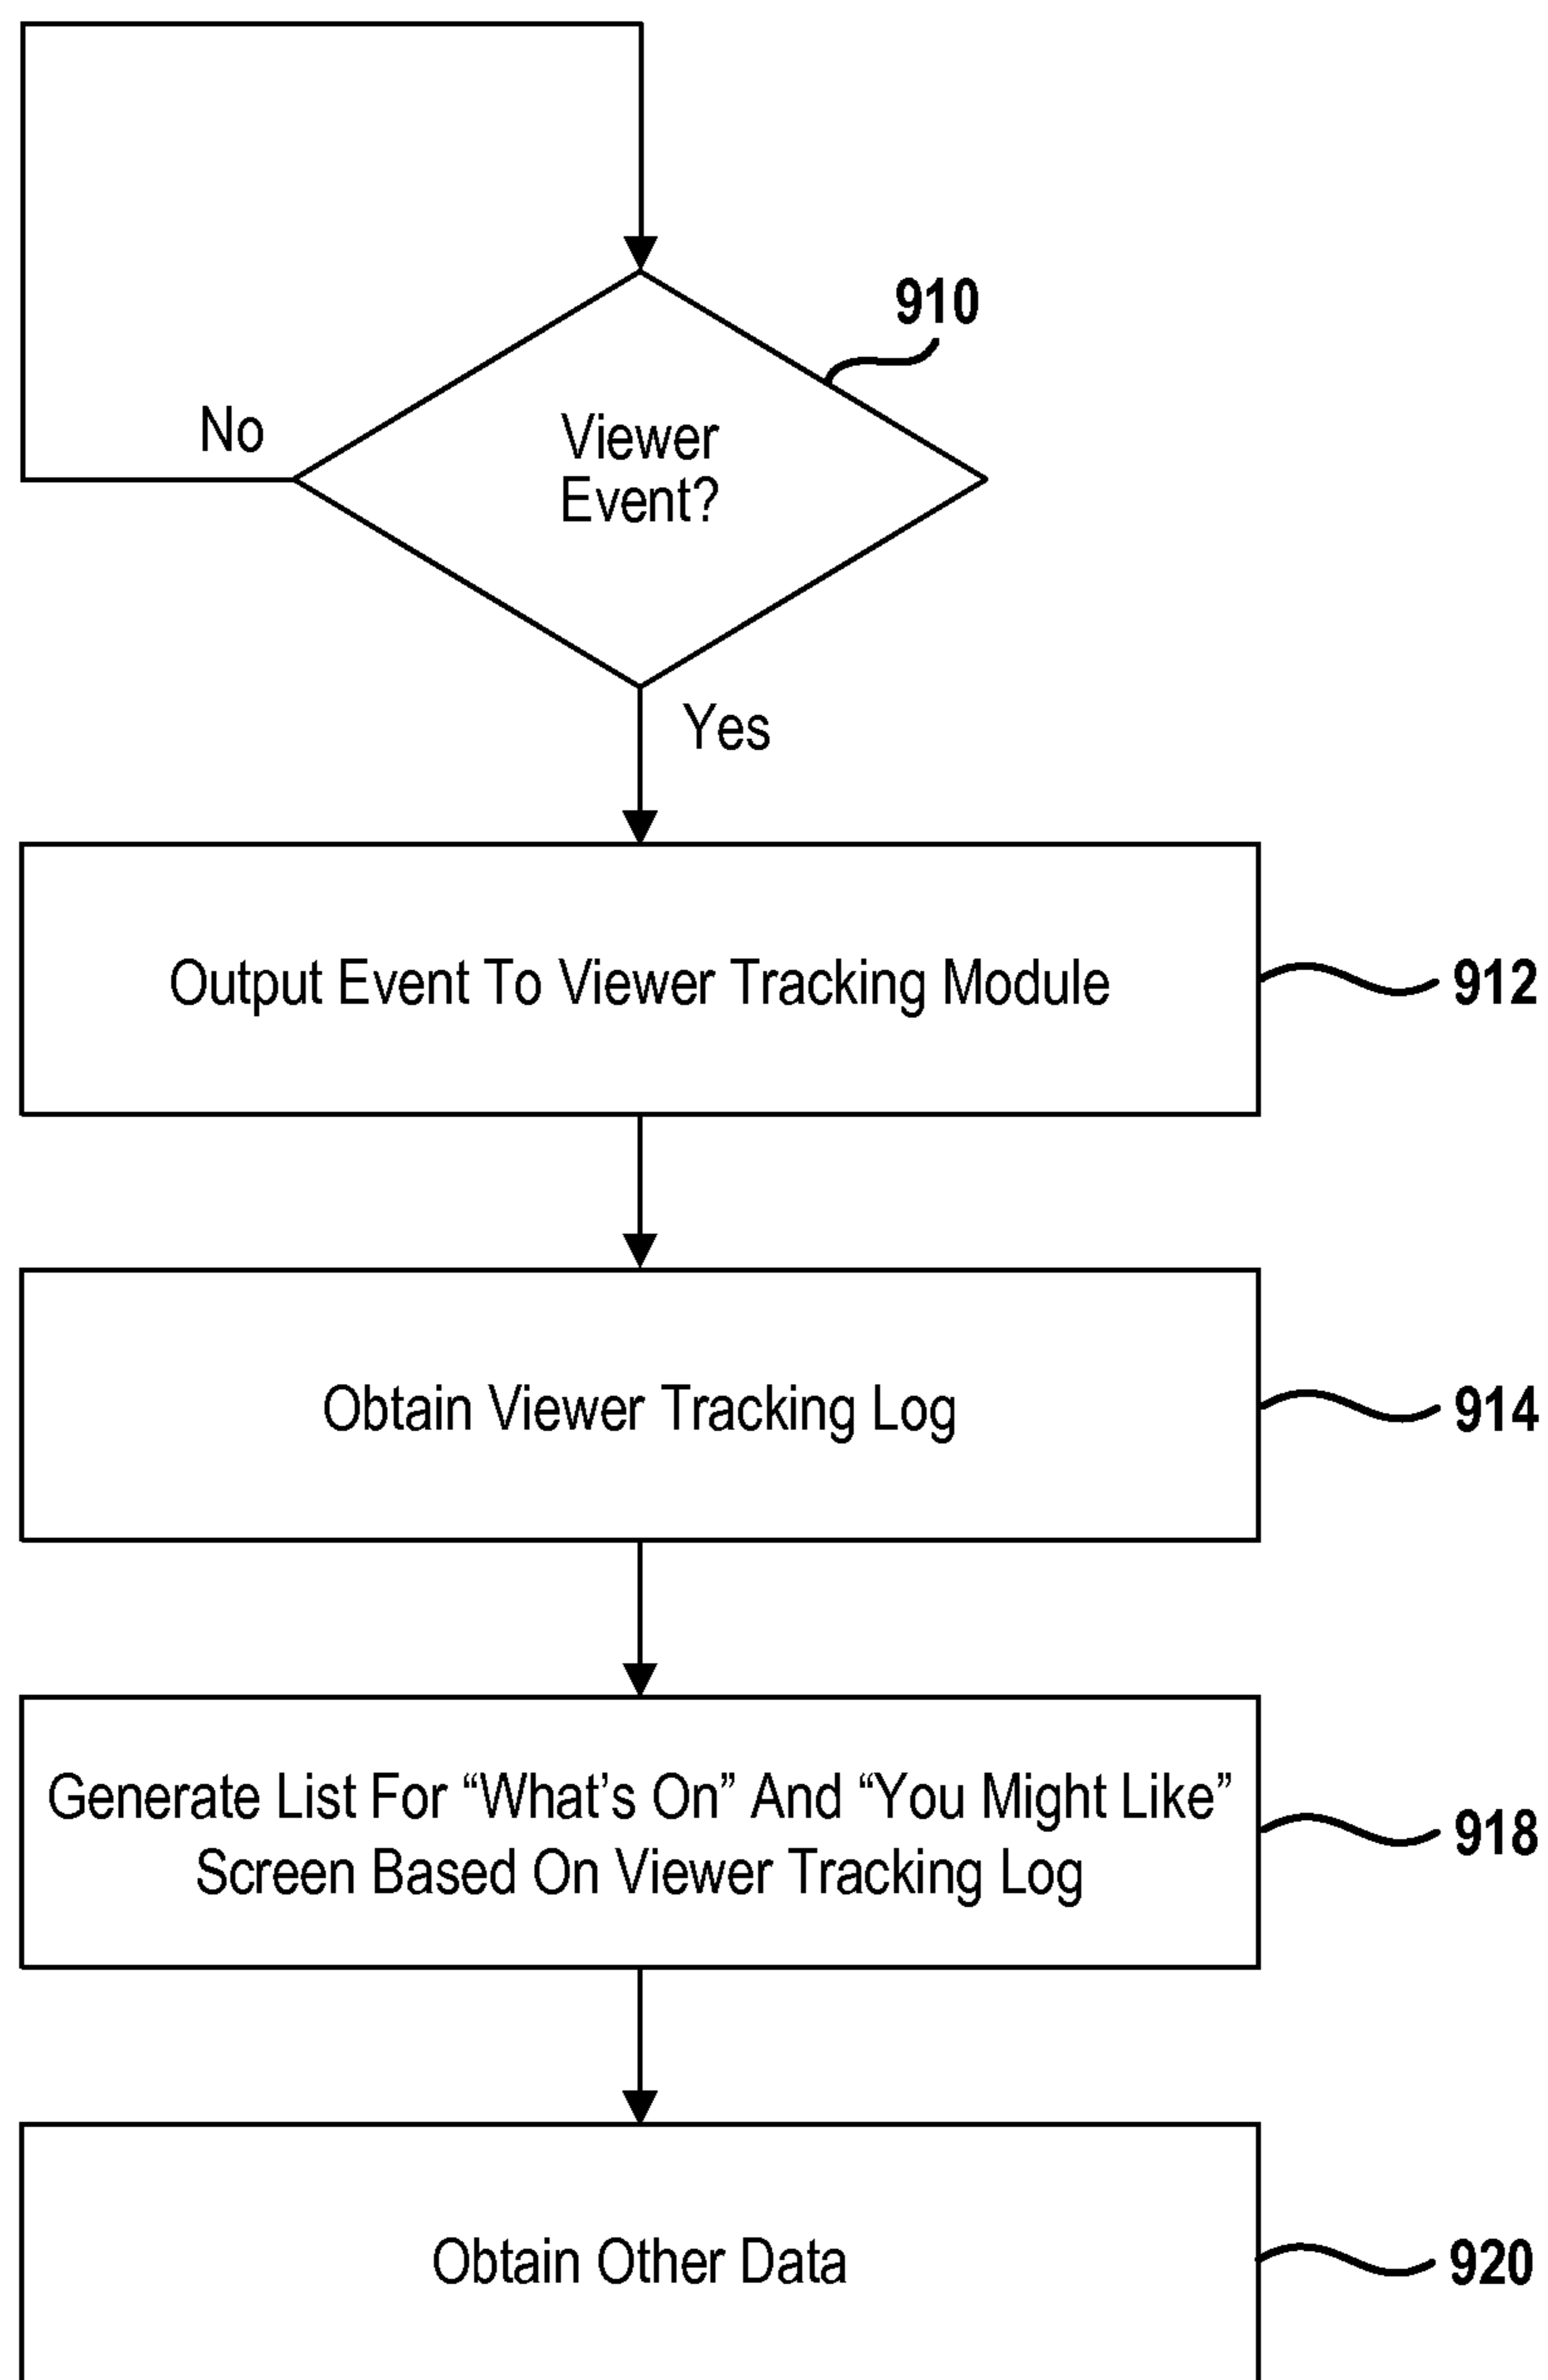 910
No
Viewer
Event?
Yes
Output Event To Viewer Tracking Module
912
Obtain Viewer Tracking Log
914
Generate List For “What’s On” And “You Might Like”
Screen Based On Viewer Tracking Log
918
Obtain Other Data
920